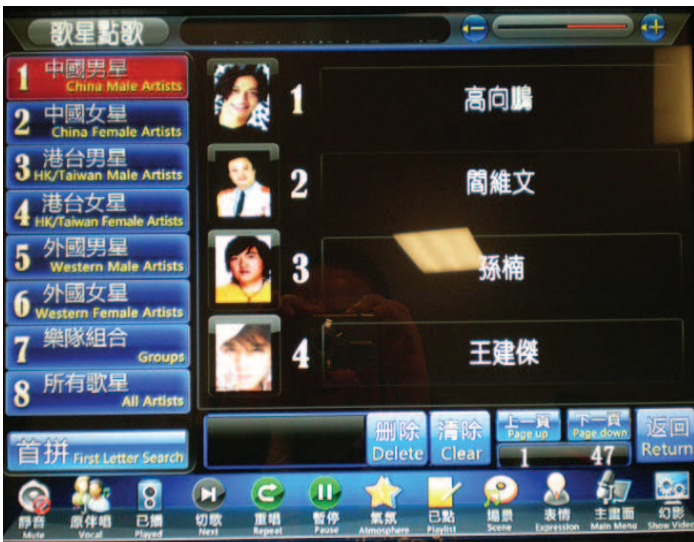 歌星點歌
1 中國男星
China Male Artists
2 中國女星
China Female Artists
3 港台男星
HK/Taiwan Male Artists
4 港台女星
HK/Taiwan Female Artists
5 外國男星
Western Male Artists
6 外國女星
Western Female Artists
7 樂隊組合
Groups
8 所有歌星
All Artists
首拼 First Letter Search
1 高向鵬
2 閻維文
3 孫楠
4 王建傑
刪除
Delete
清除
Clear
上一頁
Page up
下一頁
Page down
1
47
返回
Return
靜音
Mute
原伴唱
Vocal
已播
Played
切歌
Next
重唱
Repeat
暫停
Pause
氣氛
Atmosphere
已點
Playlist
場景
Scene
表情
Expression
主畫面
Main Menu
幻影
Show Video